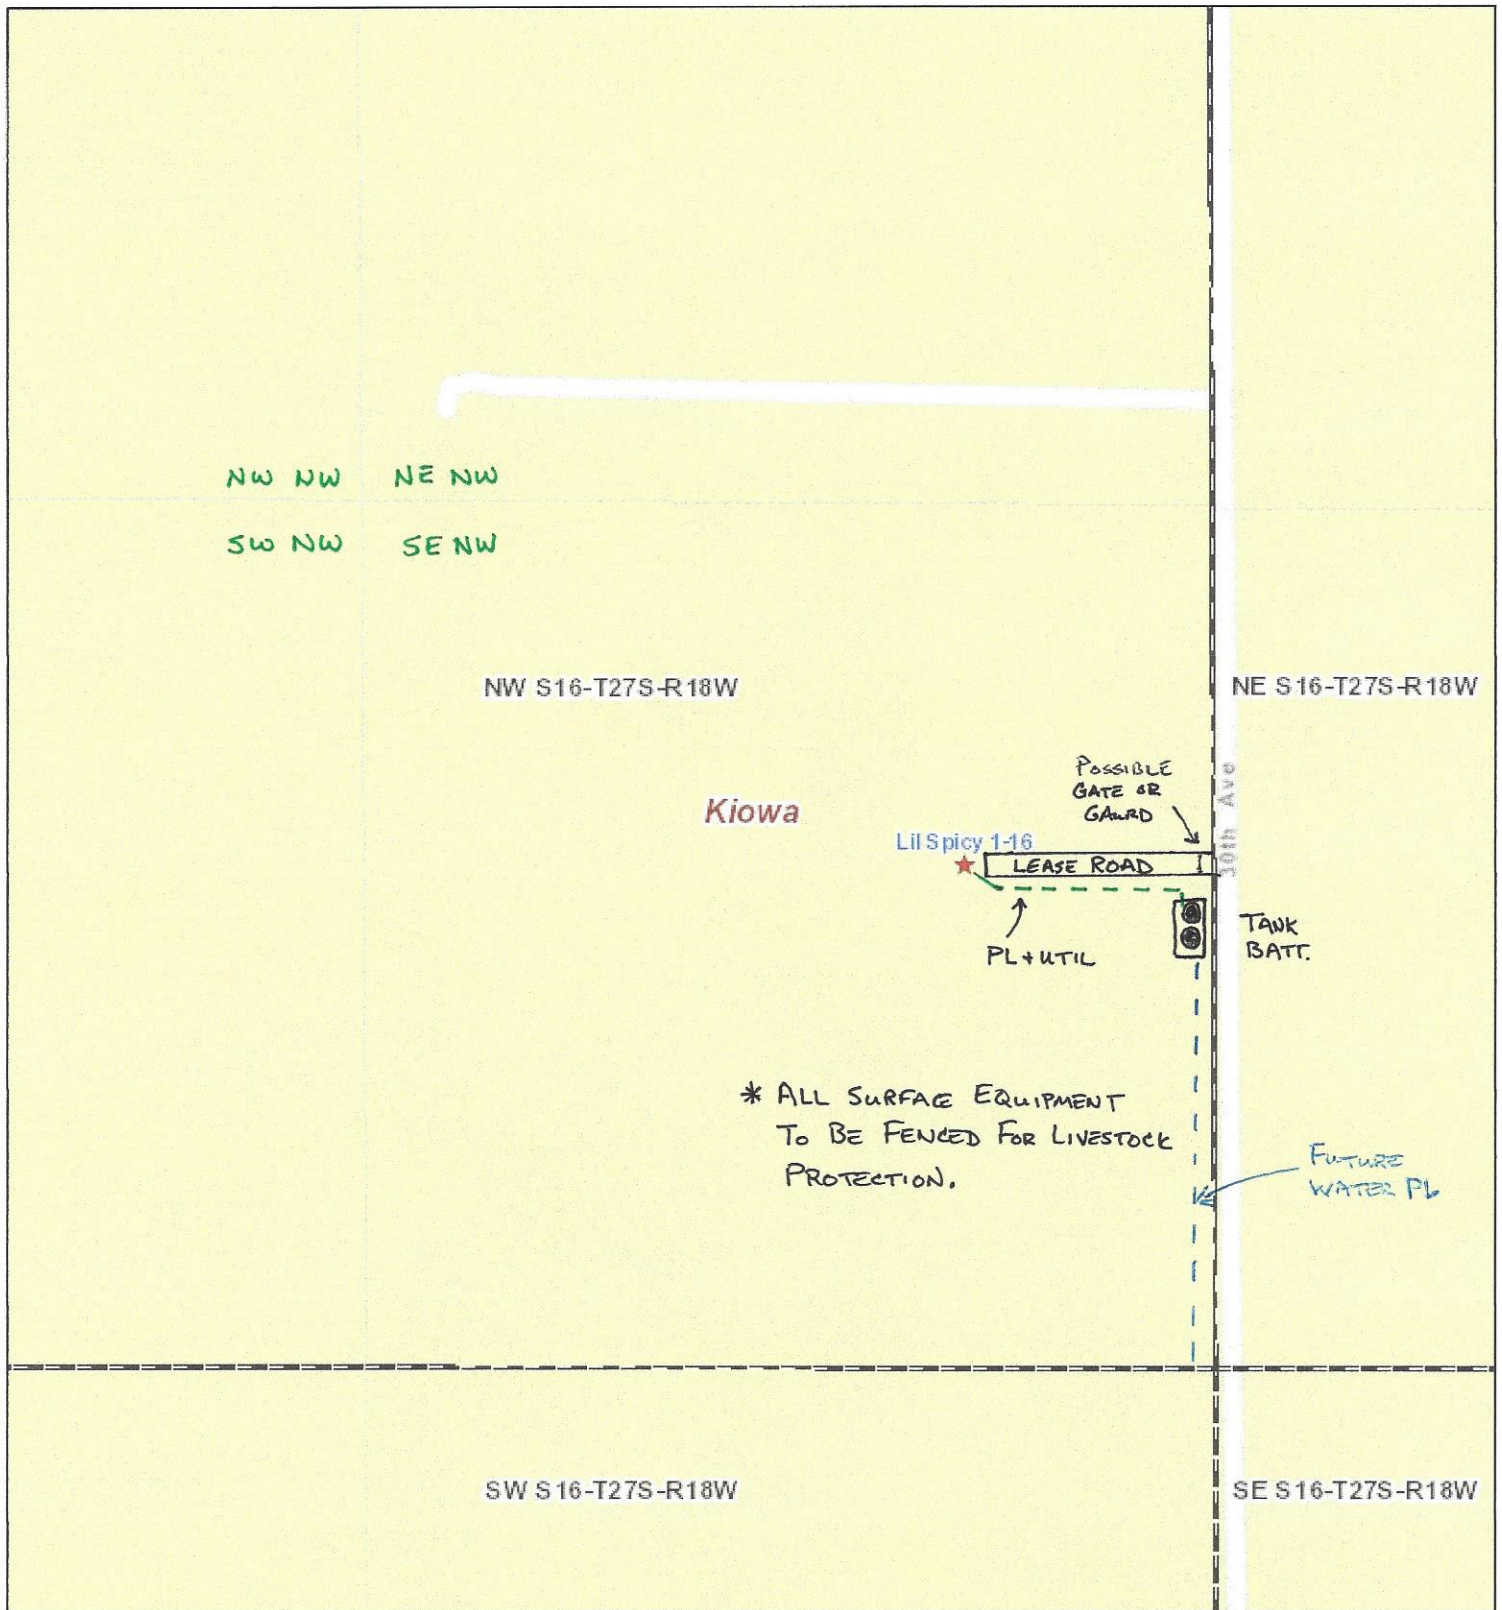 NW NW NE NW
SW NW SE NW
NW S16-T27S-R18W
NE S16-T27S-R18W
POSSIBLE
GATE OR
GAURD
Kiowa
30th Ave
Lil Spicy 1-16
LEASE ROAD
TANK
BATT.
PL + UTIL
* ALL SURFACE EQUIPMENT
TO BE FENCED FOR LIVESTOCK
PROTECTION.
FUTURE
WATER PL
SW S16-T27S-R18W
SE S16-T27S-R18W